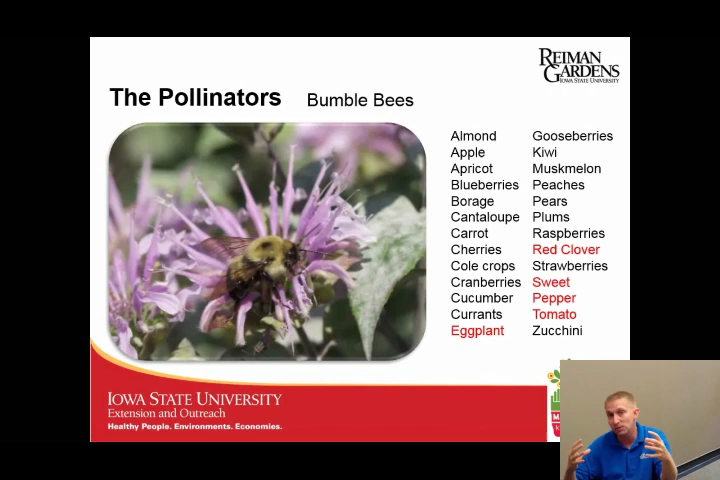 REIMAN
GARDENS
IOWA STATE UNIVERSITY
The Pollinators Bumble Bees
Almond
Apple
Apricot
Blueberries
Borage
Cantaloupe
Carrot
Cherries
Cole crops
Cranberries
Cucumber
Currants
Eggplant
Gooseberries
Kiwi
Muskmelon
Peaches
Pears
Plums
Raspberries
Red Clover
Strawberries
Sweet
Pepper
Tomato
Zucchini
IOWA STATE UNIVERSITY
Extension and Outreach
Healthy People. Environments. Economies.